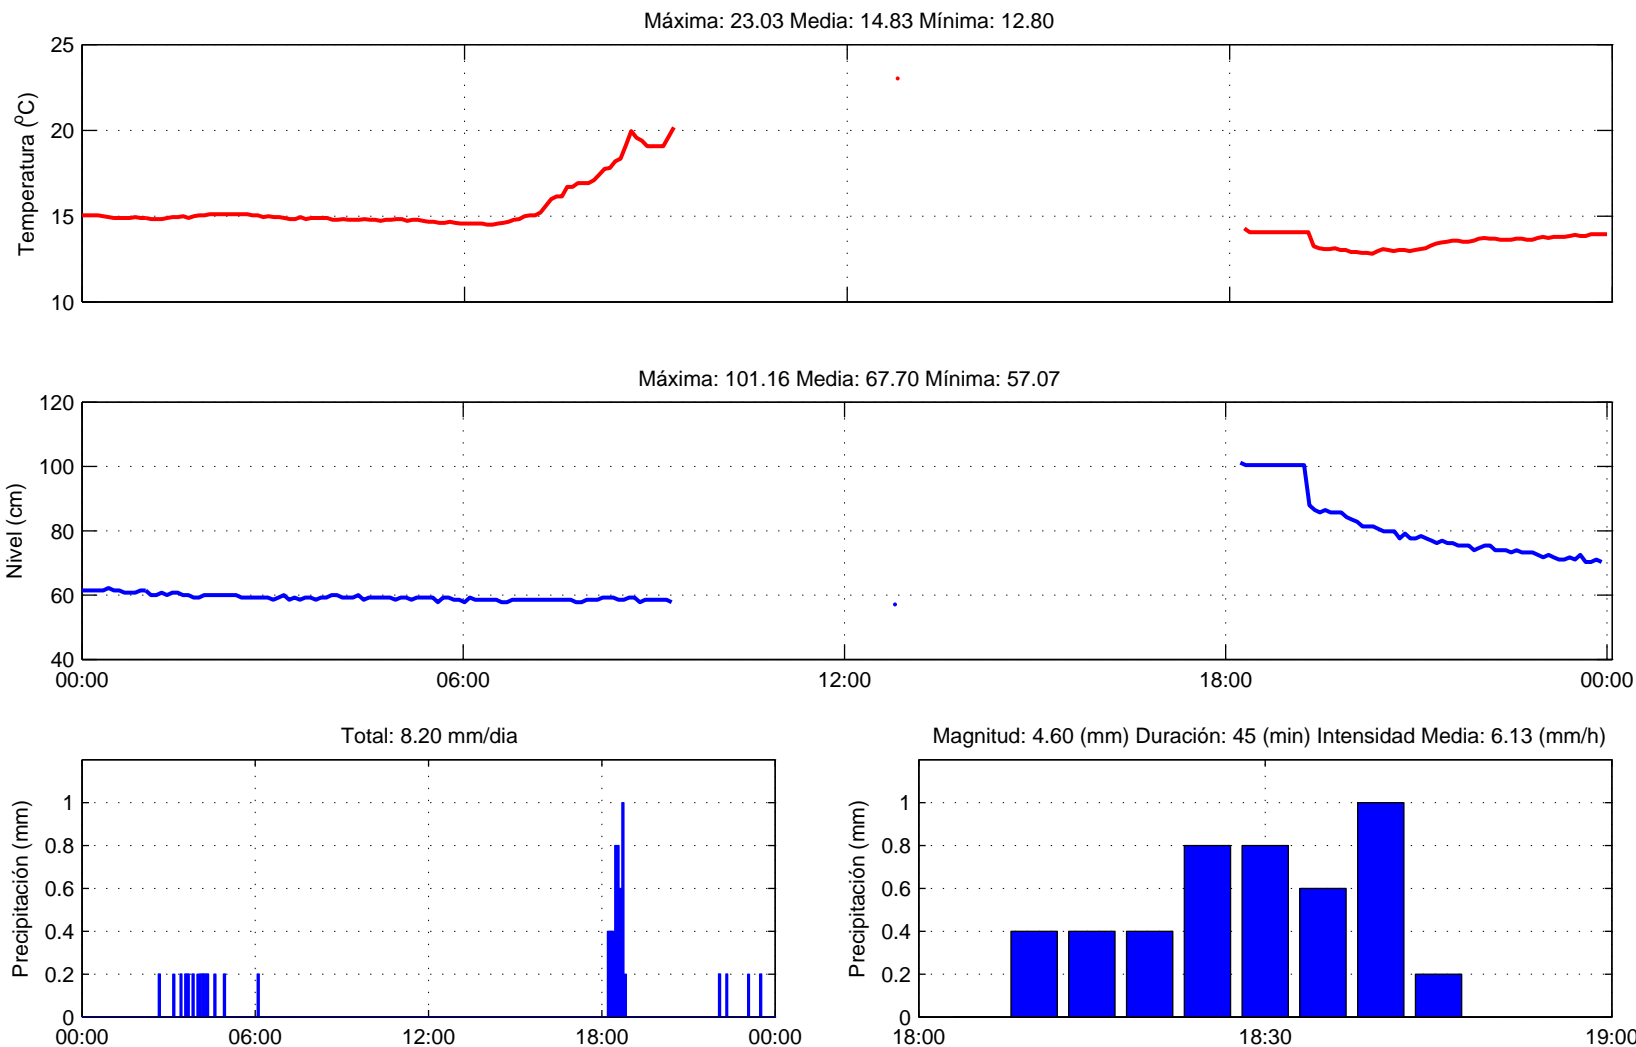 Máxima: 23.03 Media: 14.83 Mínima: 12.80
25
20
15
10
Temperatura (ºC)
Máxima: 101.16 Media: 67.70 Mínima: 57.07
120
100
80
60
40
Nivel (cm)
00:00 06:00 12:00 18:00 00:00
Total: 8.20 mm/dia
1
0.8
0.6
0.4
0.2
0
Precipitación (mm)
00:00 06:00 12:00 18:00 00:00
Magnitud: 4.60 (mm) Duración: 45 (min) Intensidad Media: 6.13 (mm/h)
1
0.8
0.6
0.4
0.2
0
Precipitación (mm)
18:00 18:30 19:00